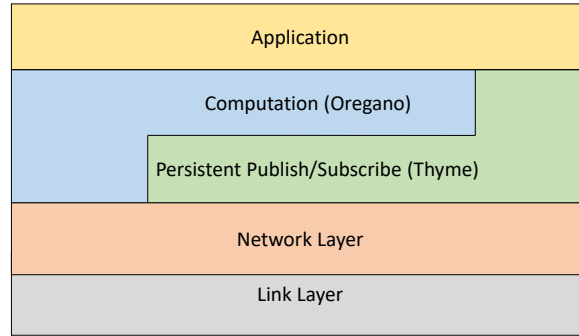 Application
Computation (Oregano)
Persistent Publish/Subscribe (Thyme)
Network Layer
Link Layer